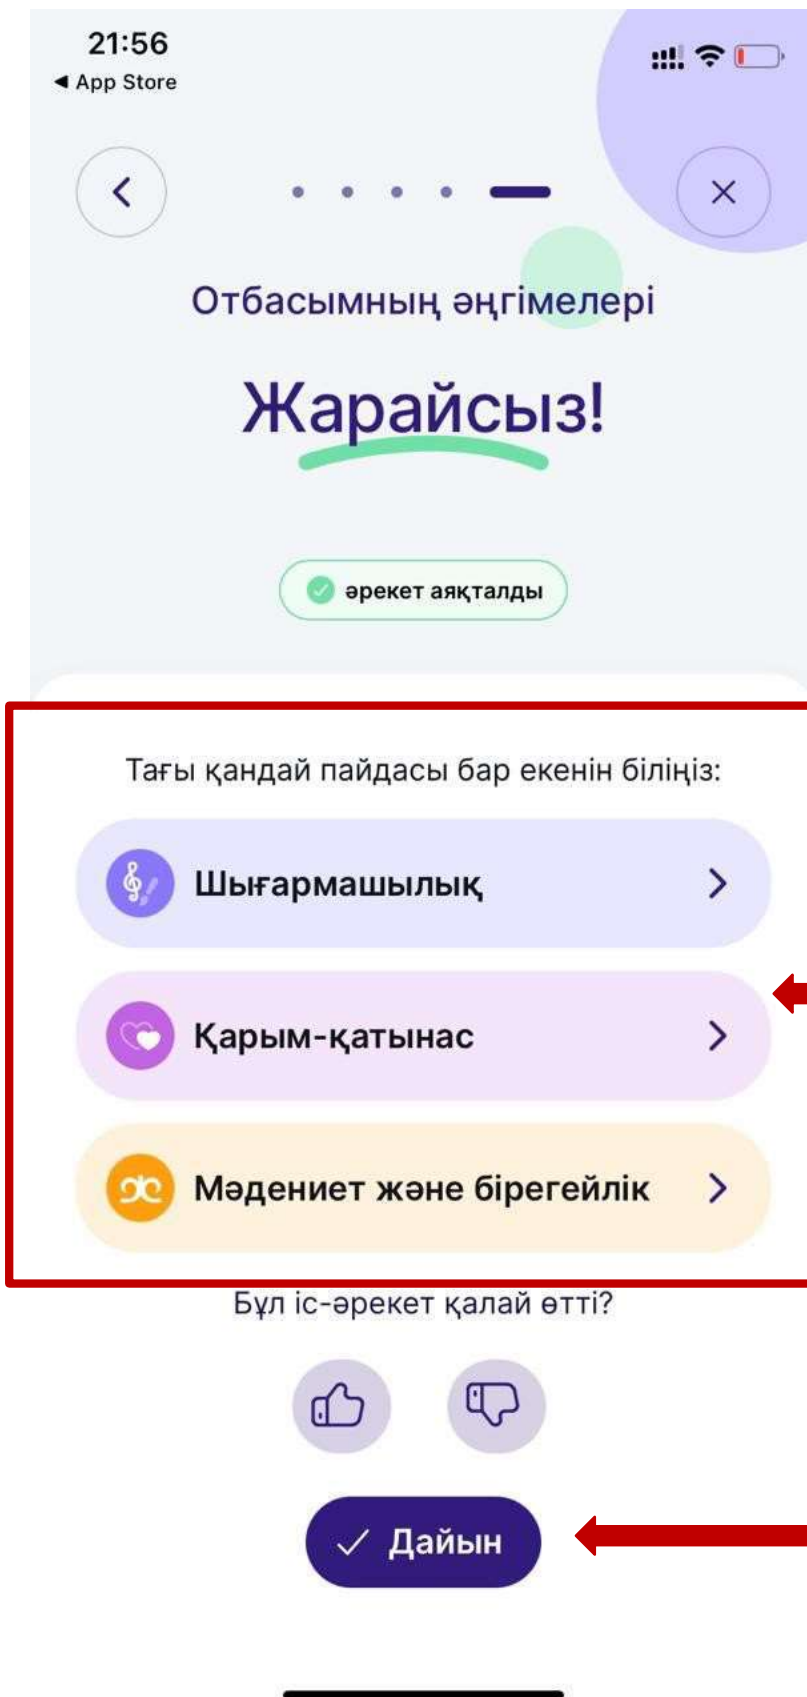 21:56
◀ App Store
Отбасымның әңгімелері
Жарайсыз!
әрекет аяқталды
Тағы қандай пайдасы бар екенін біліңіз:
Шығармашылық
Қарым-қатынас
Мәдениет және бірегейлік
Бұл іс-әрекет қалай өтті?
Дайын